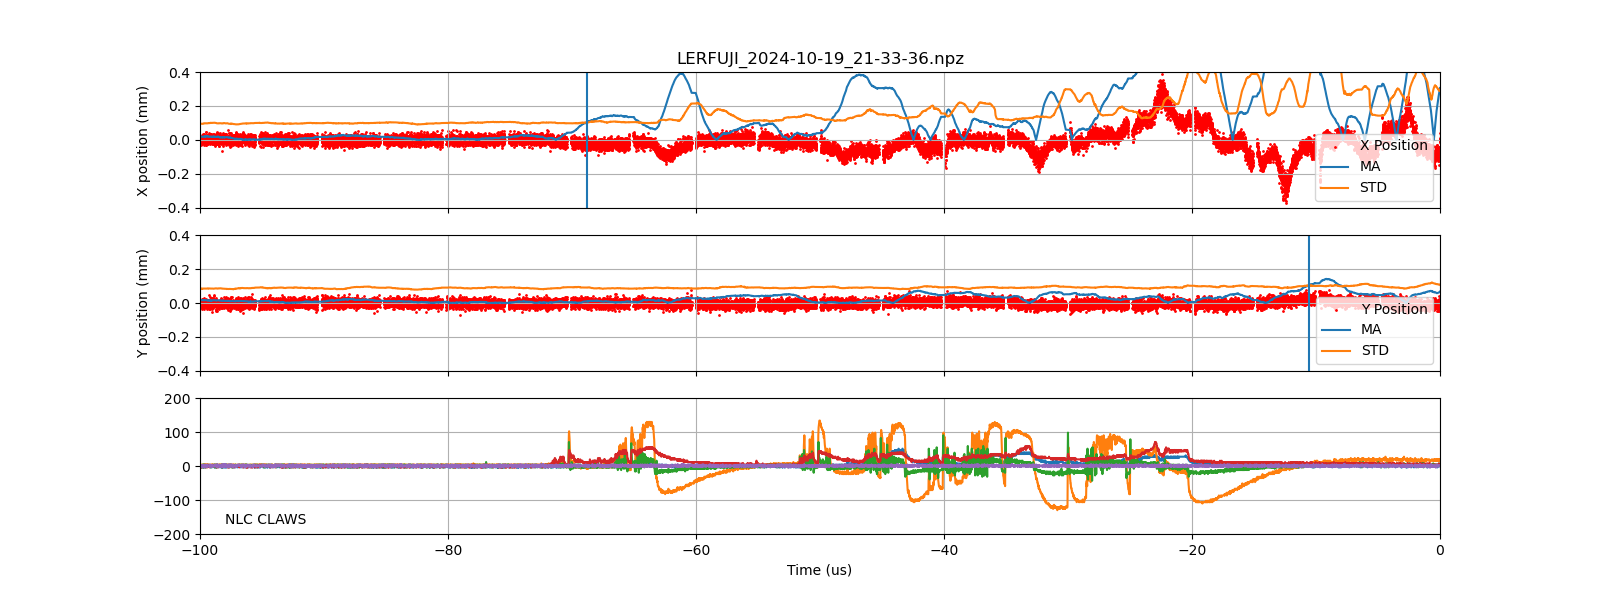 LERFUJI_2024-10-19_21-33-36.npz
0.4
0.2
0.0
−0.2
−0.4
X position (mm)
X Position
MA
STD
0.4
0.2
0.0
−0.2
−0.4
Y position (mm)
Y Position
MA
STD
200
100
0
−100
−200
NLC CLAWS
−100
−80
−60
−40
−20
0
Time (us)